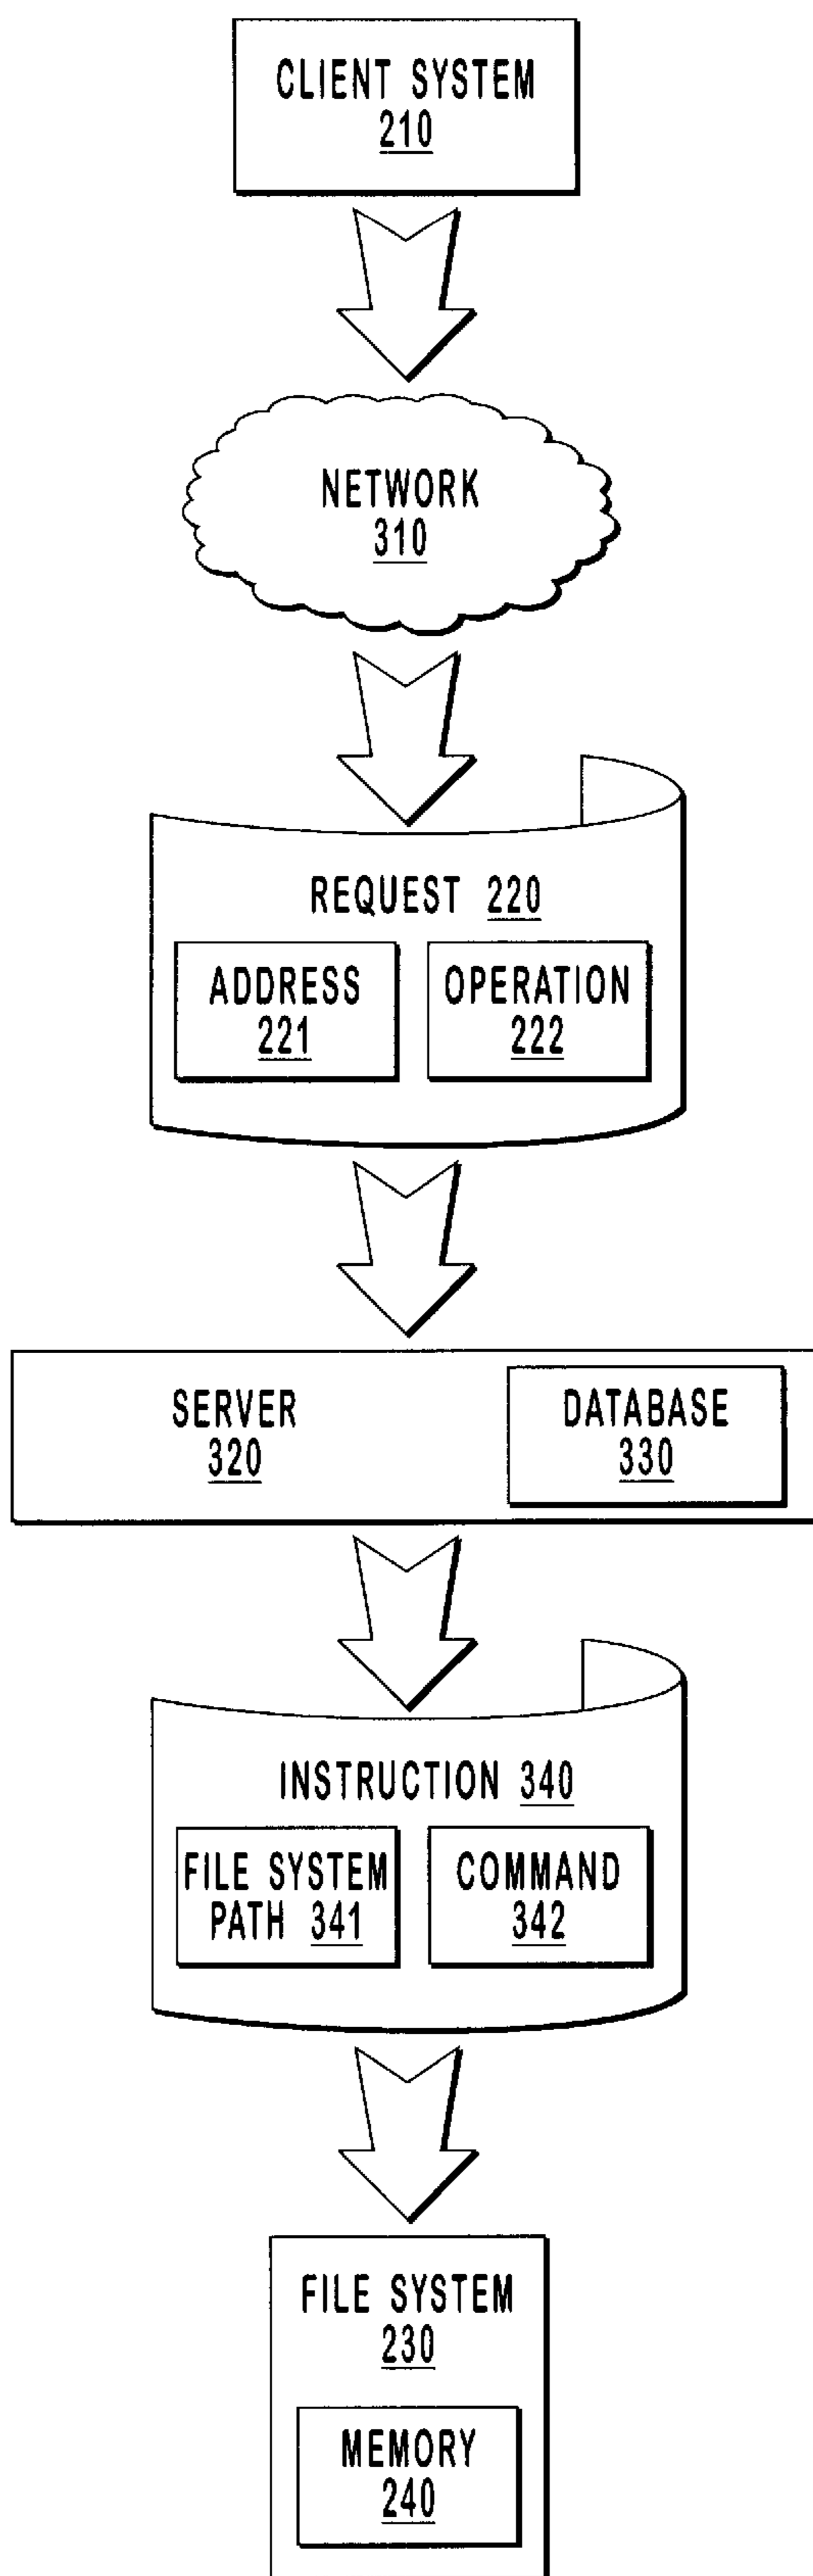 CLIENT SYSTEM
210
NETWORK
310
REQUEST 220
ADDRESS
221
OPERATION
222
SERVER
320
DATABASE
330
INSTRUCTION 340
FILE SYSTEM
PATH 341
COMMAND
342
FILE SYSTEM
230
MEMORY
240